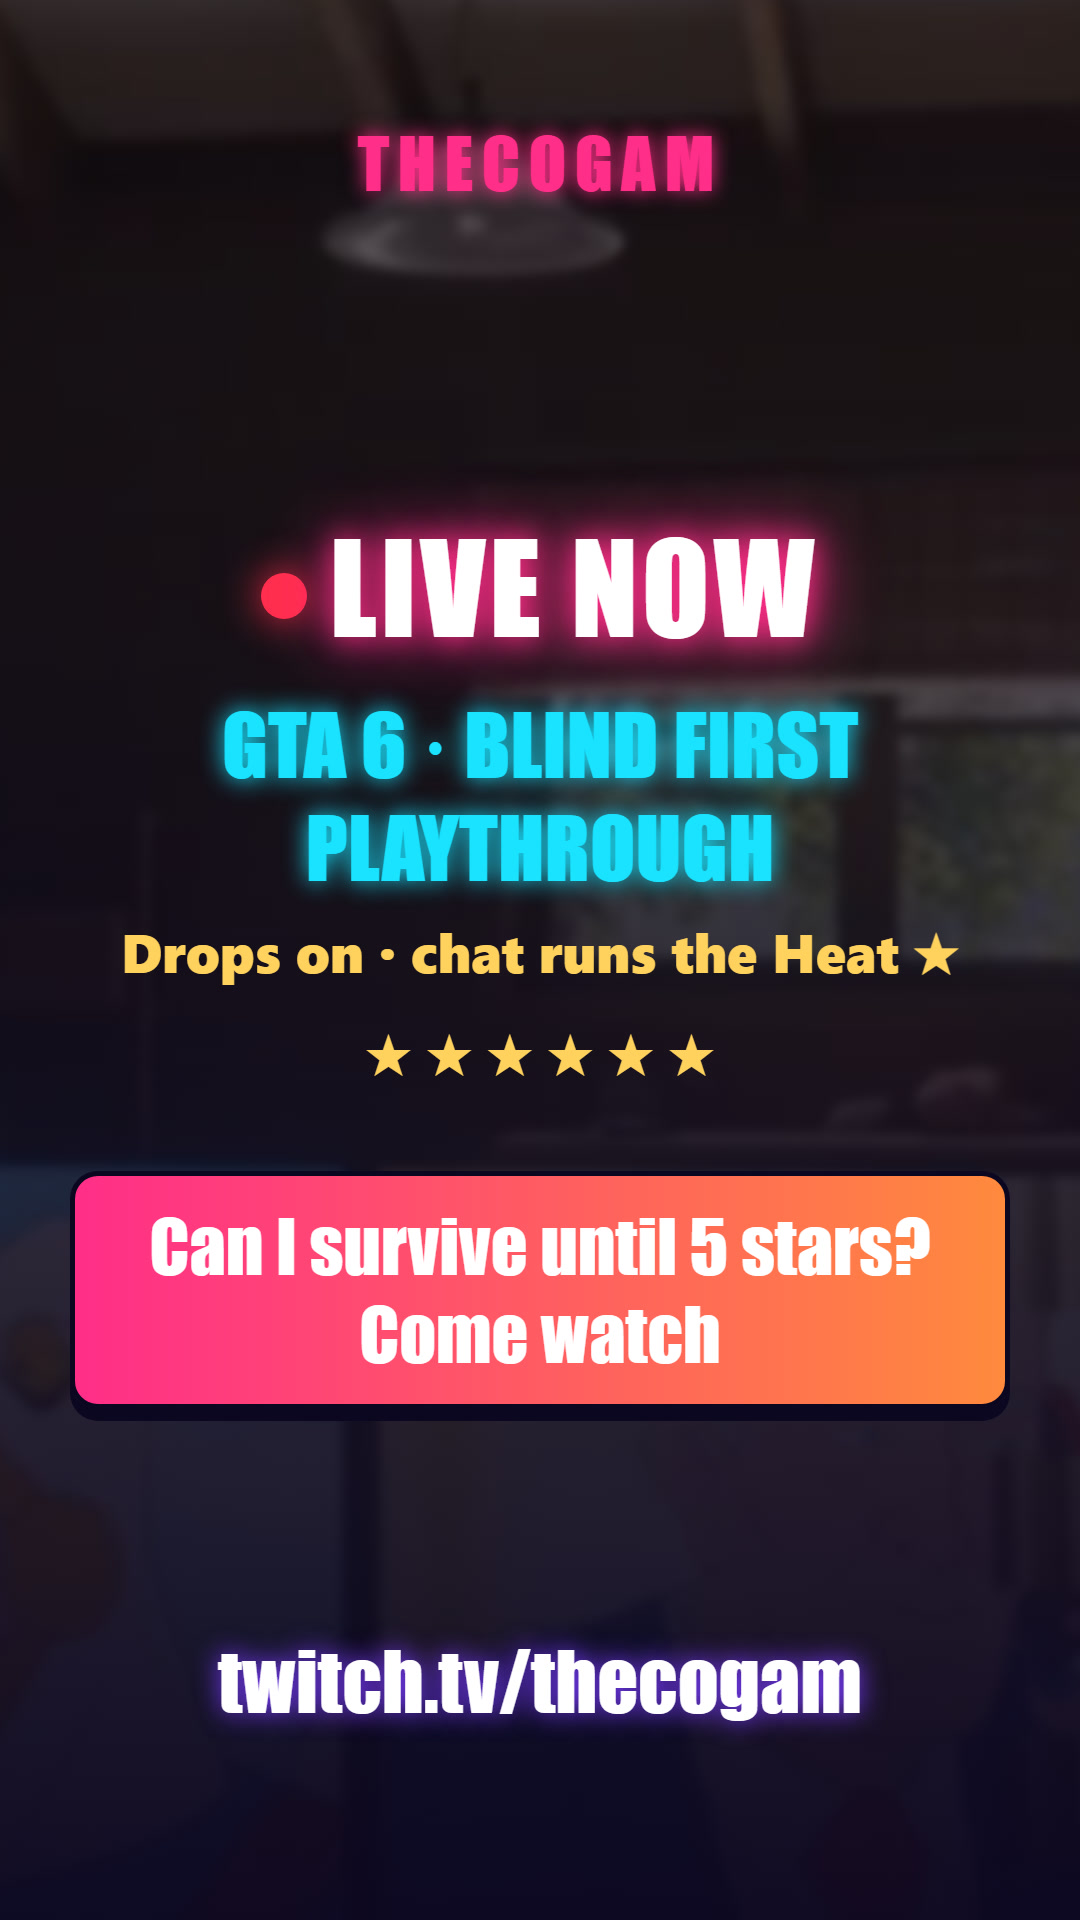 THECOGAM
LIVE NOW
GTA 6 · BLIND FIRST
PLAYTHROUGH
Drops on · chat runs the Heat ★
★ ★ ★ ★ ★ ★
Can I survive until 5 stars?
Come watch
twitch.tv/thecogam